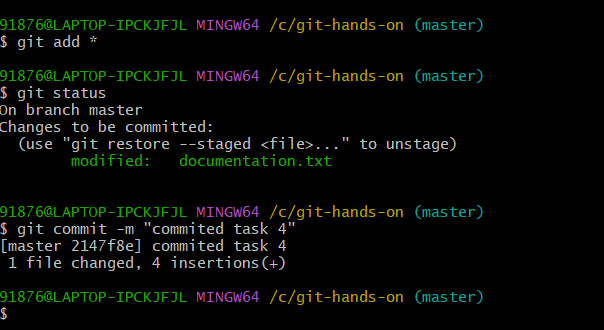 91876@LAPTOP-IPCKJFJL MINGW64 /c/git-hands-on (master)
$ git add *
91876@LAPTOP-IPCKJFJL MINGW64 /c/git-hands-on (master)
$ git status
On branch master
Changes to be committed:
  (use "git restore --staged <file>..." to unstage)
        modified:   documentation.txt
91876@LAPTOP-IPCKJFJL MINGW64 /c/git-hands-on (master)
$ git commit -m "commited task 4"
[master 2147f8e] commited task 4
 1 file changed, 4 insertions(+)
91876@LAPTOP-IPCKJFJL MINGW64 /c/git-hands-on (master)
$